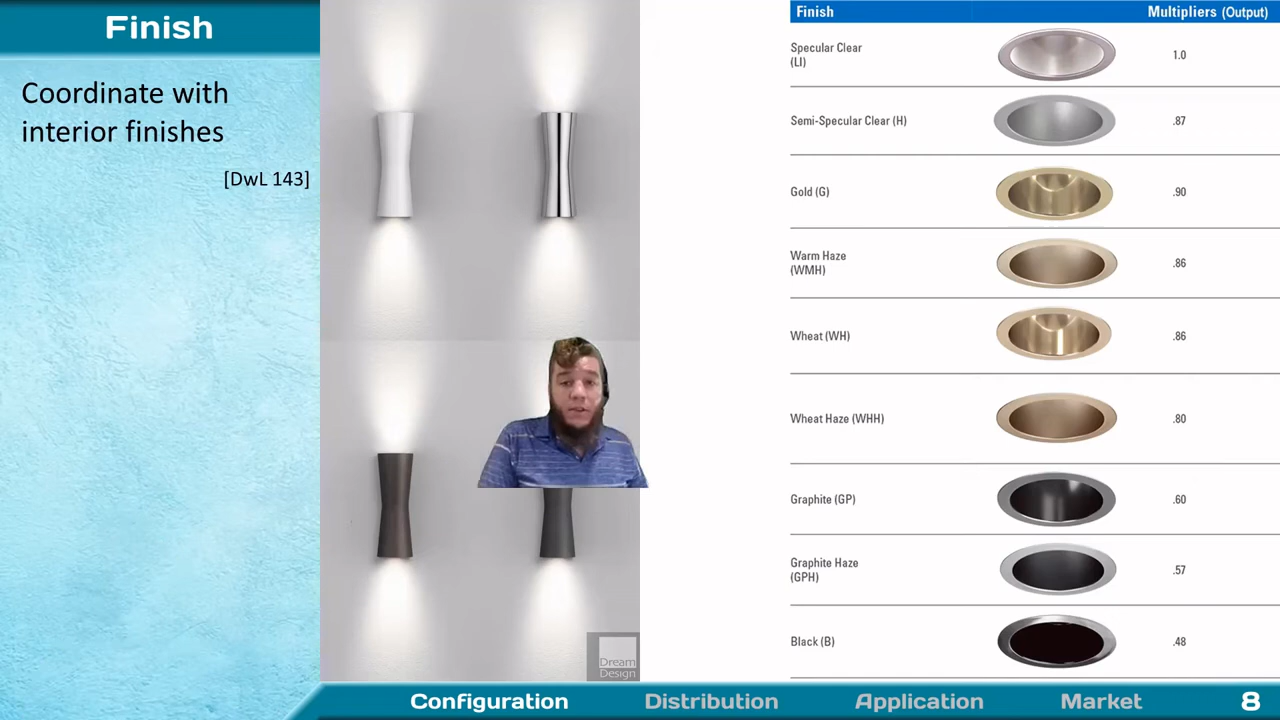 Finish
Coordinate with
interior finishes
[DwL 143]
Dream
Design
Finish Multipliers (Output)
Specular Clear
(LI) 1.0
Semi-Specular Clear (H) .87
Gold (G) .90
Warm Haze
(WMH) .86
Wheat (WH) .86
Wheat Haze (WHH) .80
Graphite (GP) .60
Graphite Haze
(GPH) .57
Black (B) .48
Configuration Distribution Application Market 8